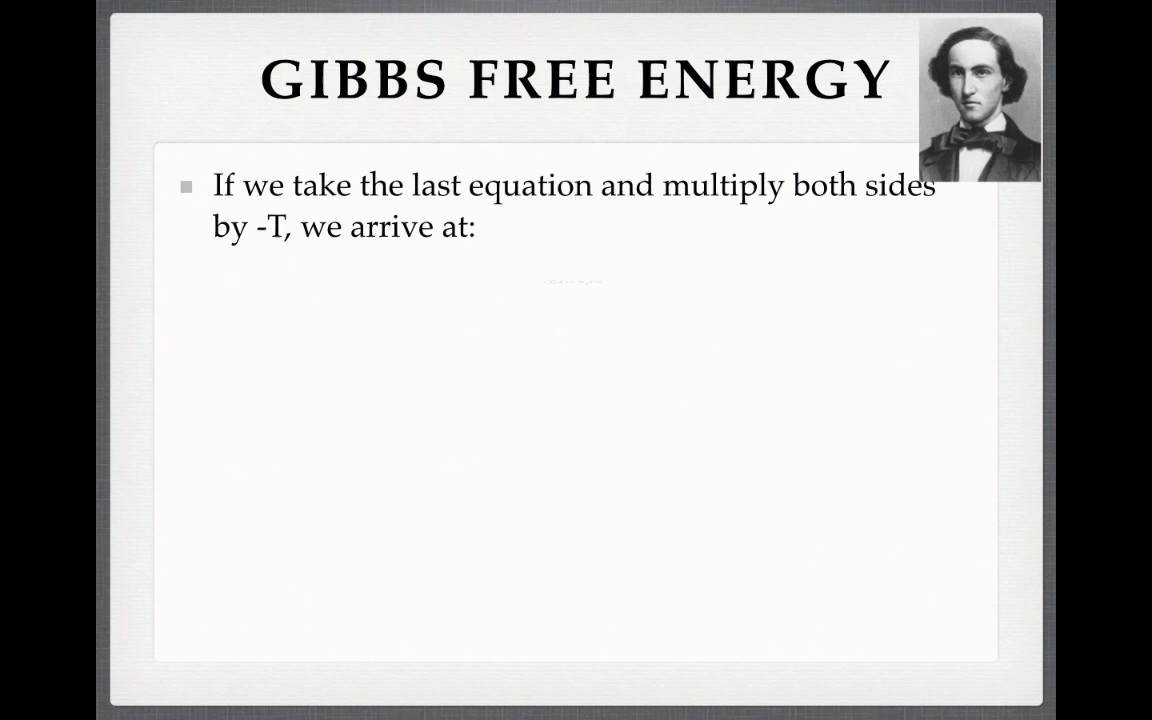 GIBBS FREE ENERGY
If we take the last equation and multiply both sides
by -T, we arrive at: